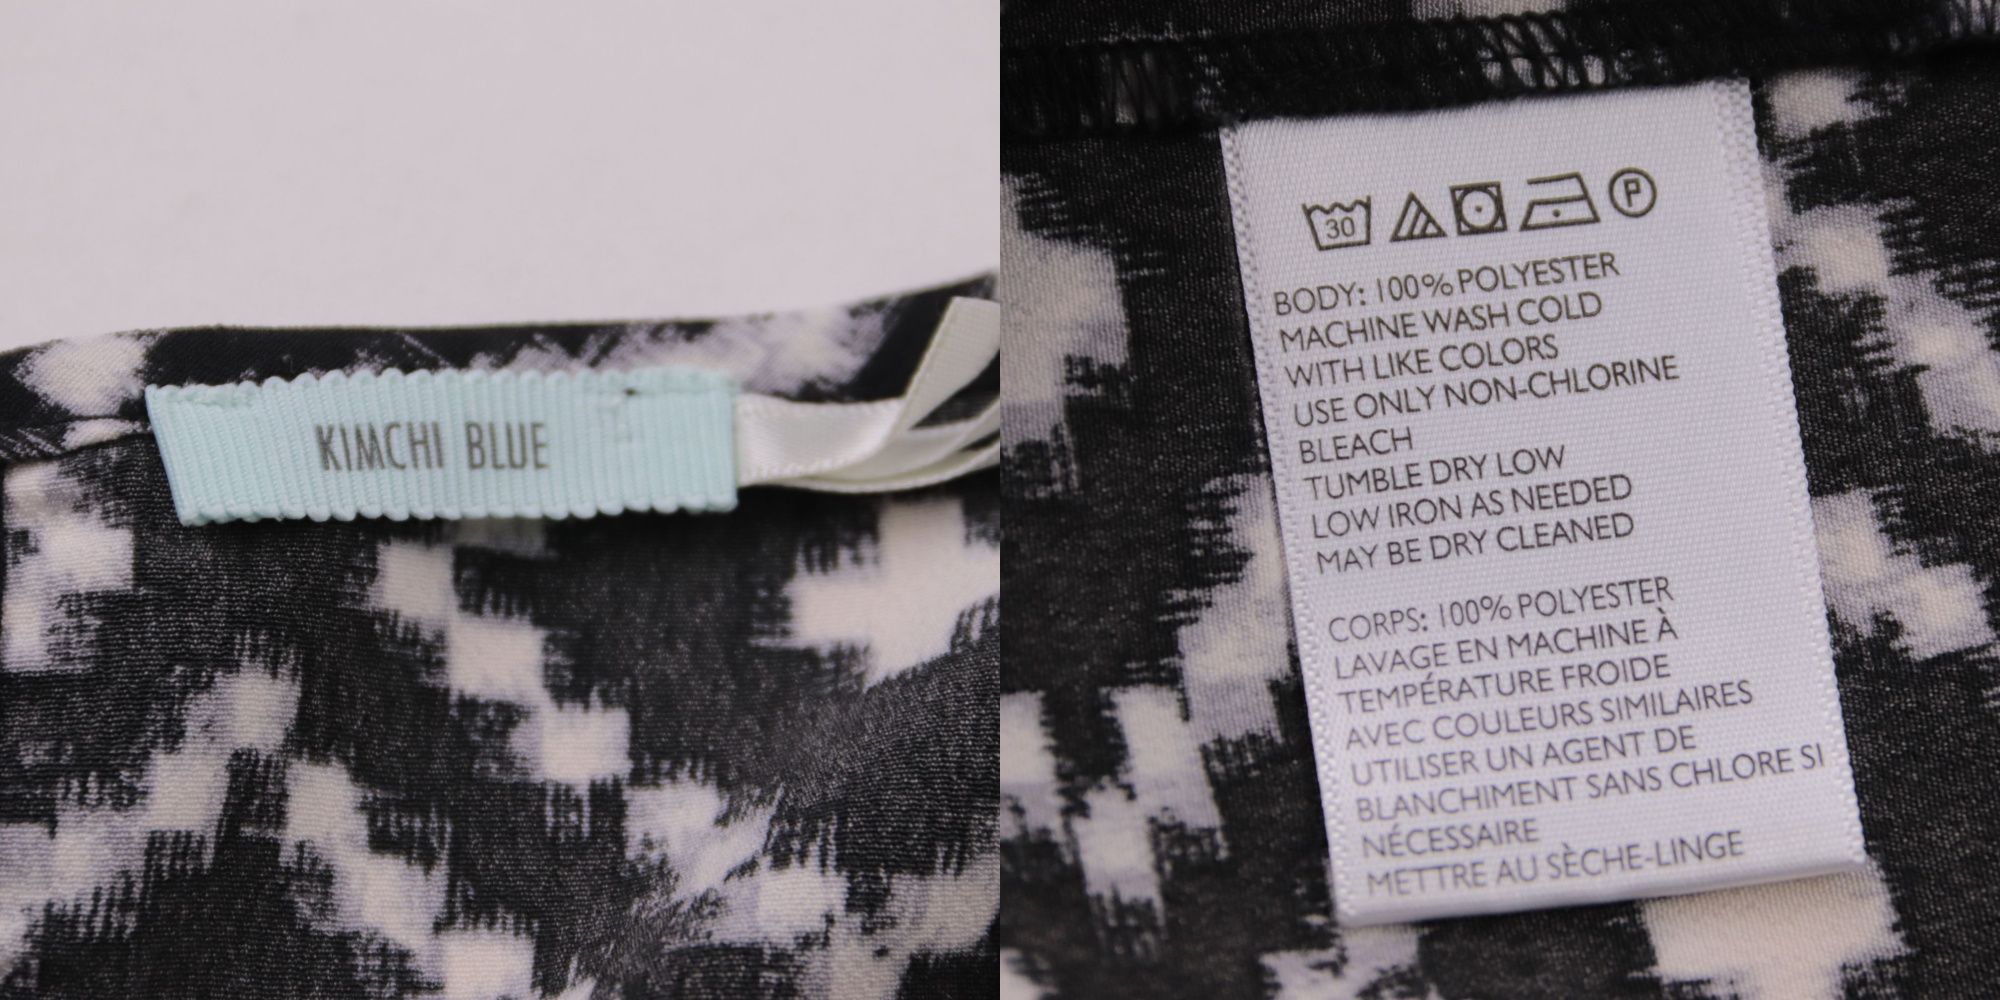 KIMCHI BLUE
30
P
BODY: 100% POLYESTER
MACHINE WASH COLD
WITH LIKE COLORS
USE ONLY NON-CHLORINE
BLEACH
TUMBLE DRY LOW
LOW IRON AS NEEDED
MAY BE DRY CLEANED
CORPS: 100% POLYESTER
LAVAGE EN MACHINE À
TEMPÉRATURE FROIDE
AVEC COULEURS SIMILAIRES
UTILISER UN AGENT DE
BLANCHIMENT SANS CHLORE SI
NÉCESSAIRE
METTRE AU SÈCHE-LINGE